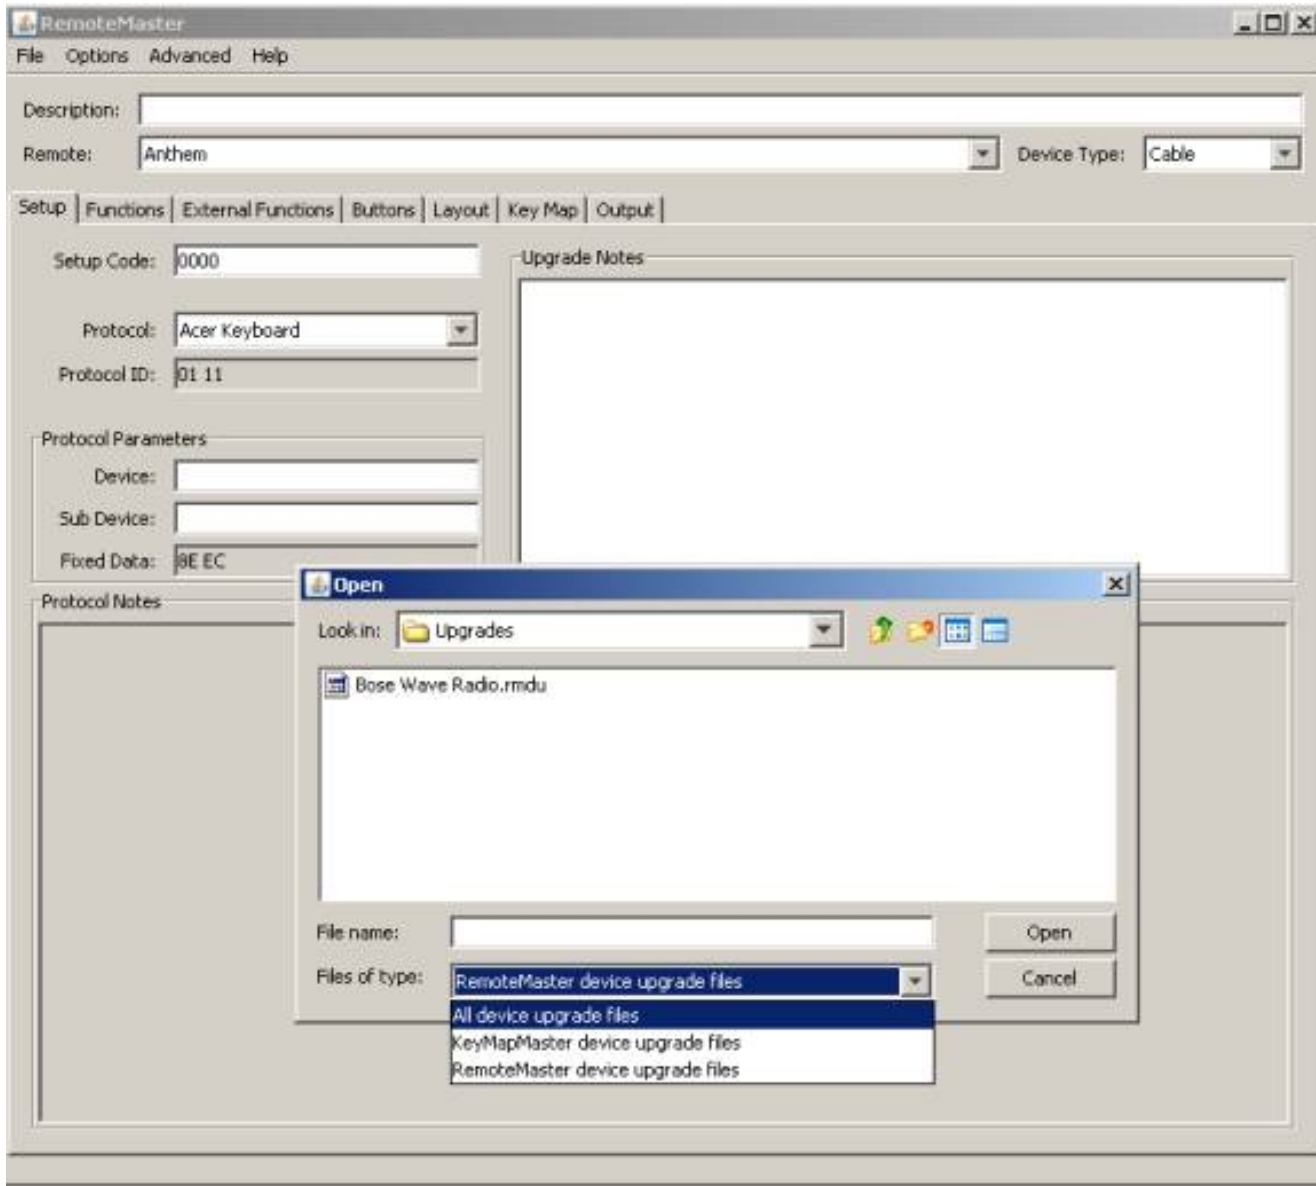 RemoteMaster
File Options Advanced Help
Description:
Remote: Anthem Device Type: Cable
Setup Functions External Functions Buttons Layout Key Map Output
Setup Code: 0000
Upgrade Notes
Protocol: Acer Keyboard
Protocol ID: 01 11
Protocol Parameters
Device:
Sub Device:
Fixed Data: 8E EC
Protocol Notes
Open
Look in: Upgrades
Bose Wave Radio.rmdu
File name:
Open
Files of type: RemoteMaster device upgrade files
Cancel
All device upgrade files
KeyMapMaster device upgrade files
RemoteMaster device upgrade files